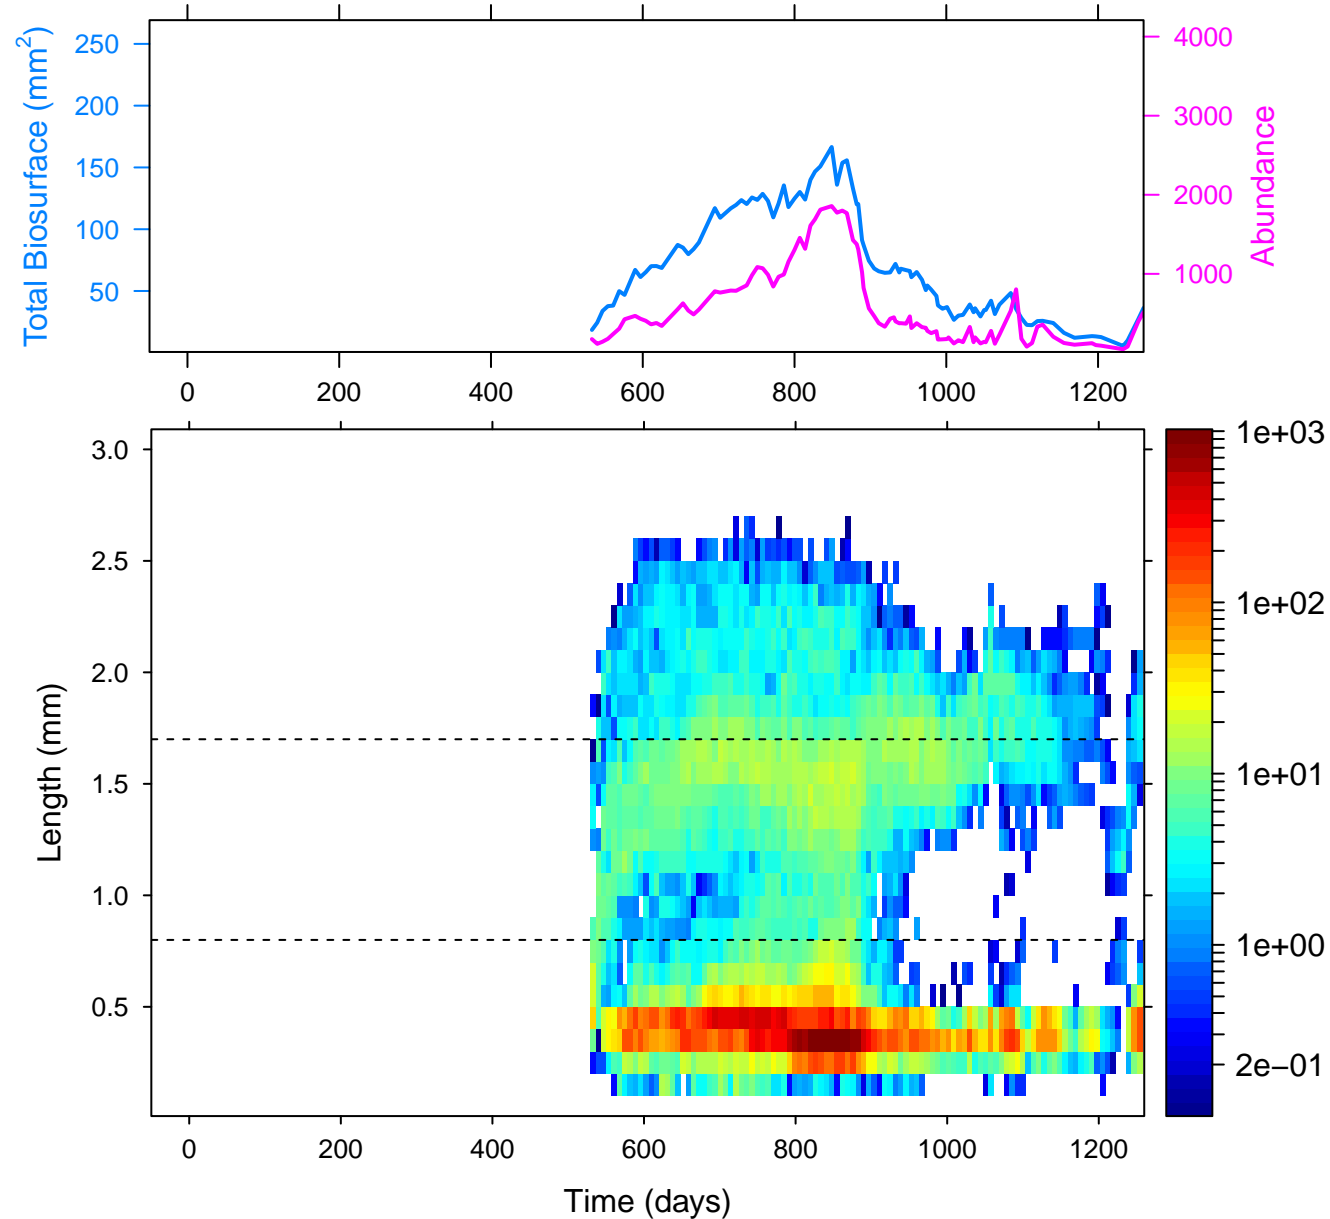 Total Biosurface (mm²)
250
200
150
100
50
4000
3000
2000
1000
Abundance
0 200 400 600 800 1000 1200
Length (mm)
3.0
2.5
2.0
1.5
1.0
0.5
1e+03
1e+02
1e+01
1e+00
2e−01
0 200 400 600 800 1000 1200
Time (days)